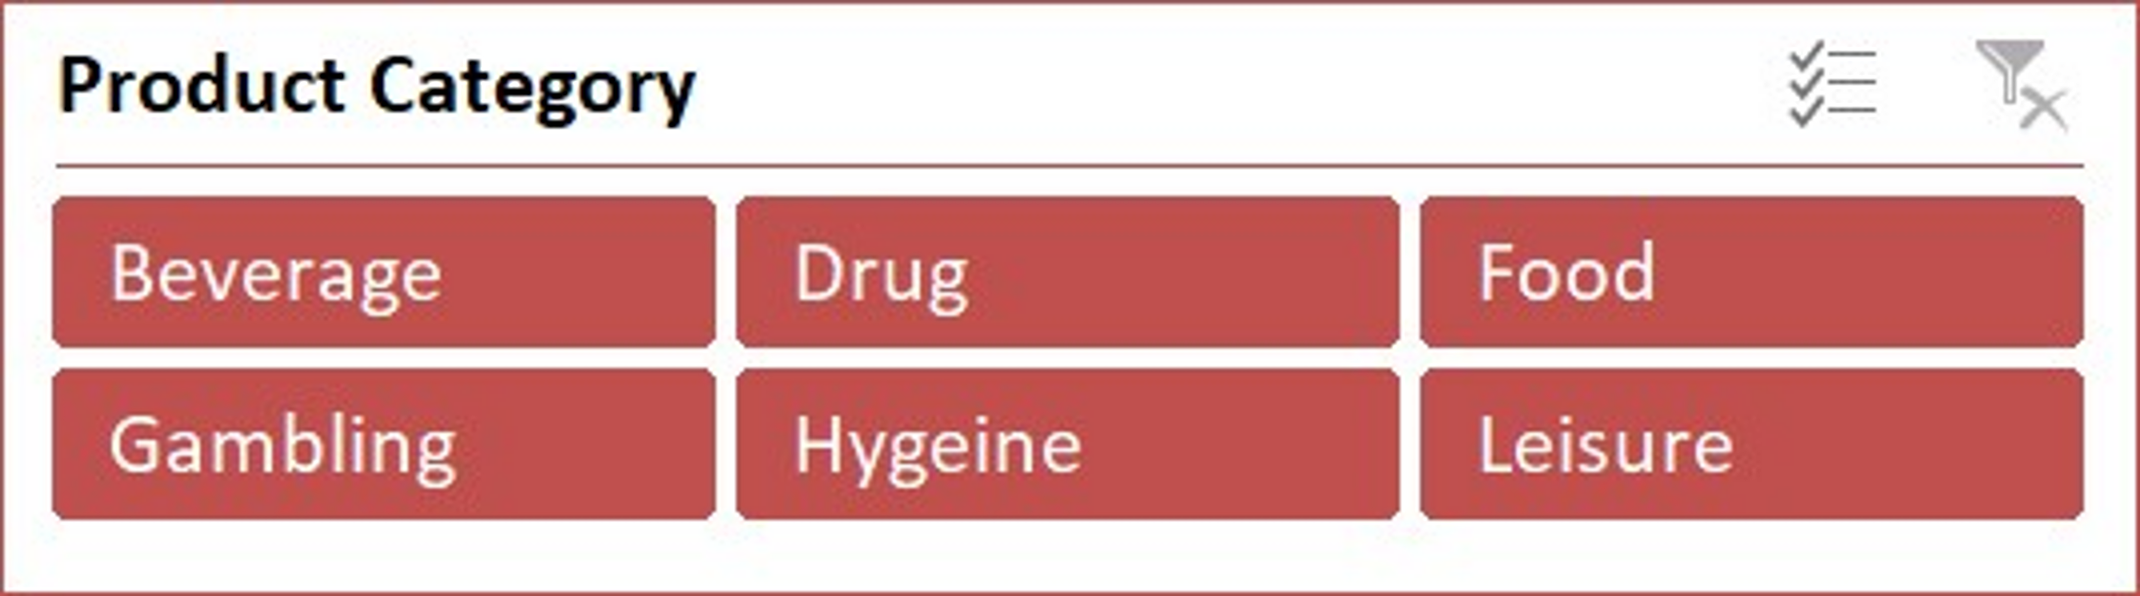 Product Category
Beverage Drug Food
Gambling Hygeine Leisure